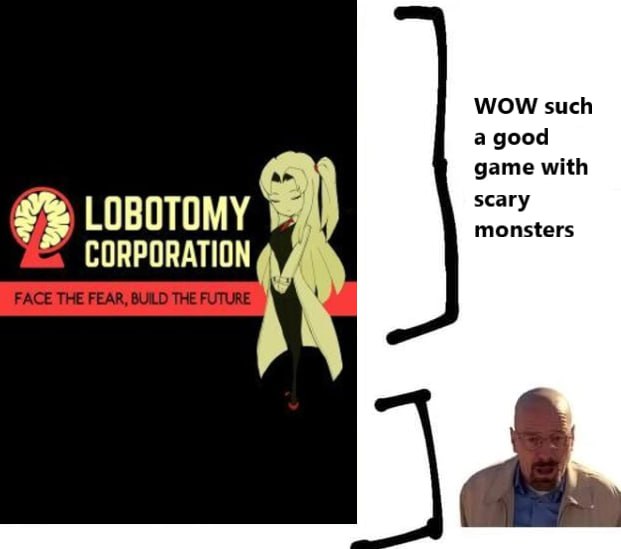 LOBOTOMY
CORPORATION
FACE THE FEAR, BUILD THE FUTURE
WOW such
a good
game with
scary
monsters